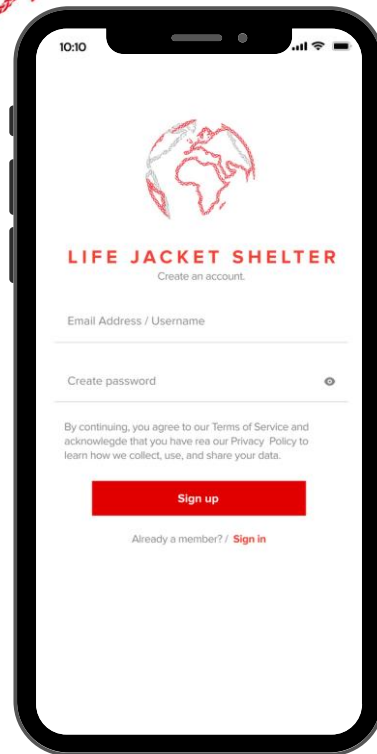 10:10
LIFE JACKET SHELTER
Create an account.
Email Address / Username
Create password
By continuing, you agree to our Terms of Service and
acknowlegde that you have rea our Privacy Policy to
learn how we collect, use, and share your data.
Sign up
Already a member? / Sign in